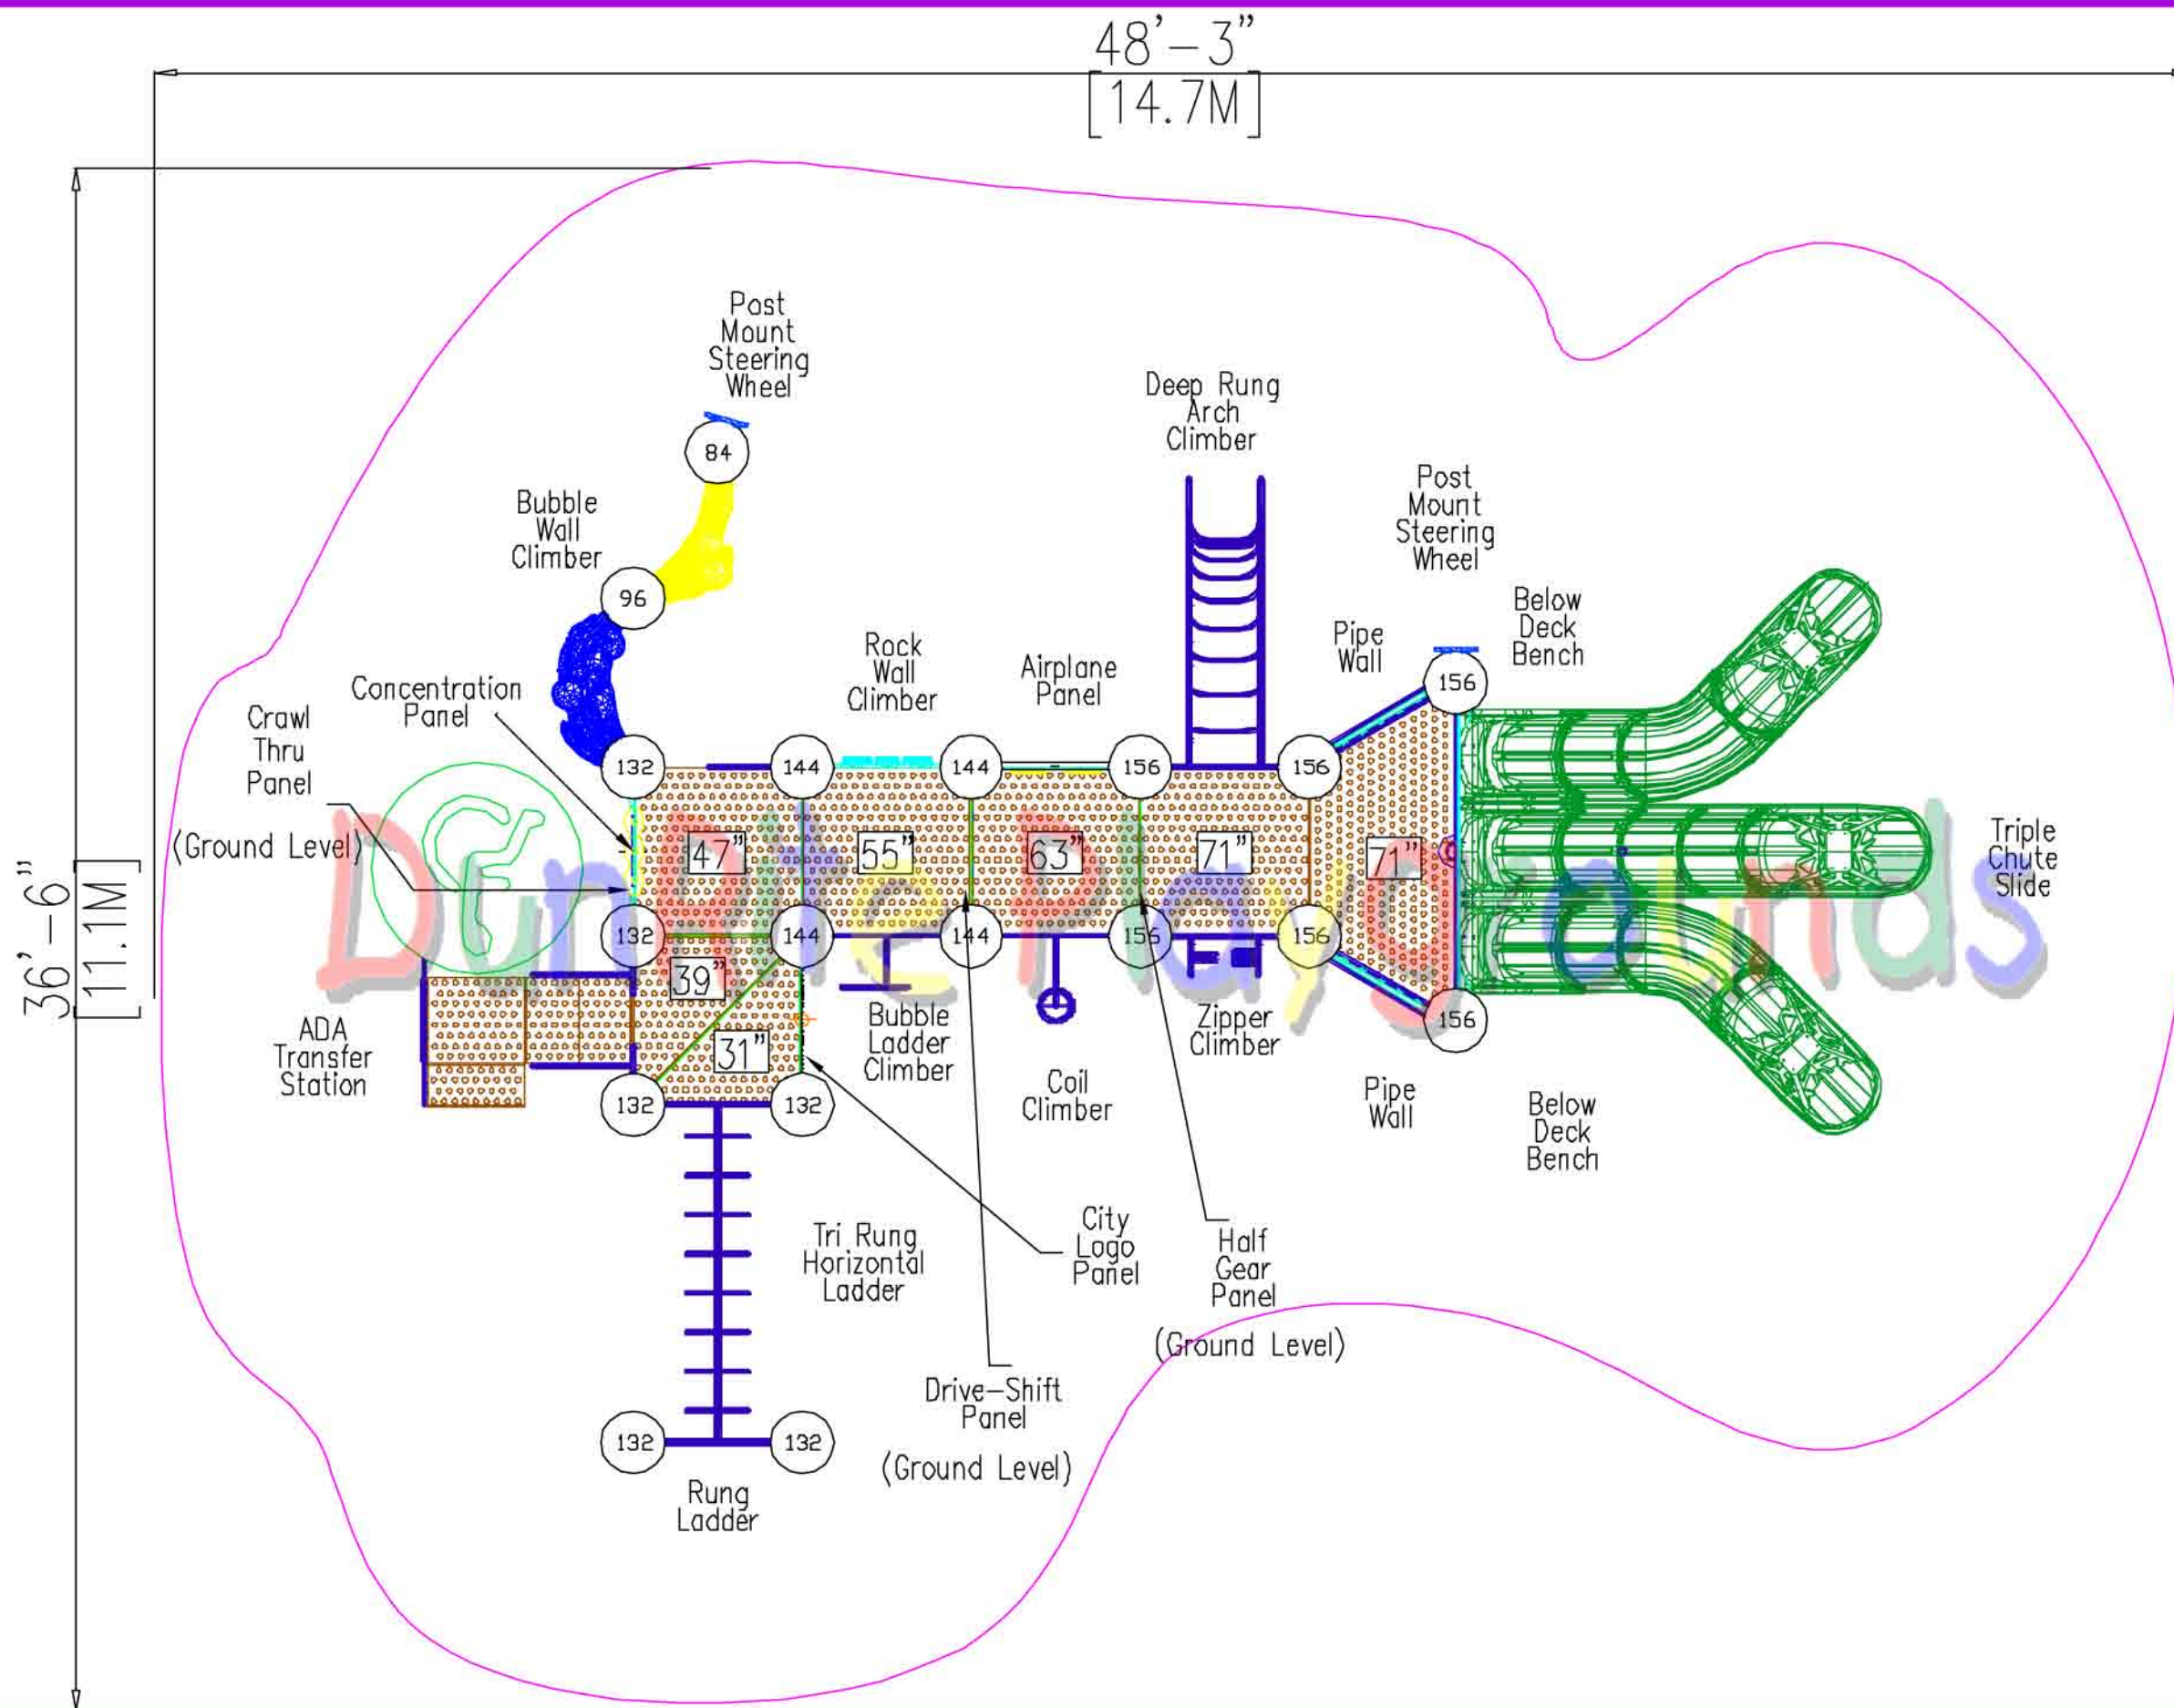 48'-3"
[14.7M]
36'-6"
[11.1M]
Post
Mount
Steering
Wheel
84
Deep Rung
Arch
Climber
Bubble
Wall
Climber
96
Post
Mount
Steering
Wheel
Below
Deck
Bench
Pipe
Wall
Rock
Wall
Climber
Airplane
Panel
156
Concentration
Panel
Crawl
Thru
Panel
(Ground Level)
132
144
144
156
156
47"
55"
63"
71"
71"
Triple
Chute
Slide
Dunrite Playgrounds
132
144
144
156
156
39"
31"
156
ADA
Transfer
Station
Bubble
Ladder
Climber
Coil
Climber
Zipper
Climber
Pipe
Wall
Below
Deck
Bench
132
132
Tri Rung
Horizontal
Ladder
City
Logo
Panel
Half
Gear
Panel
(Ground Level)
Drive-Shift
Panel
(Ground Level)
132
132
Rung
Ladder